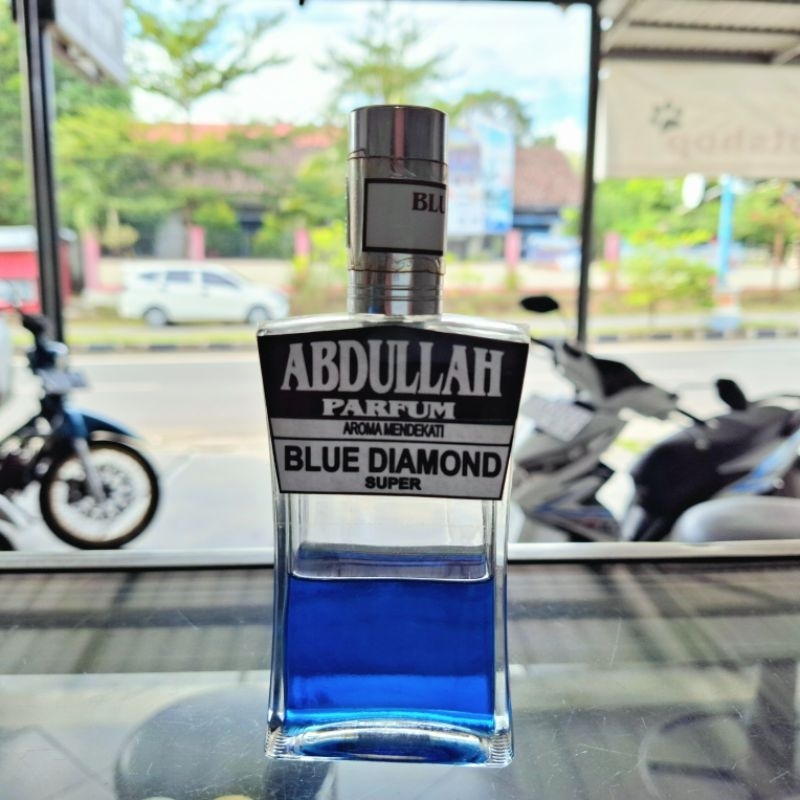 BLU
ABDULLAH
PARFUM
AROMA MENDEKATI
BLUE DIAMOND
SUPER